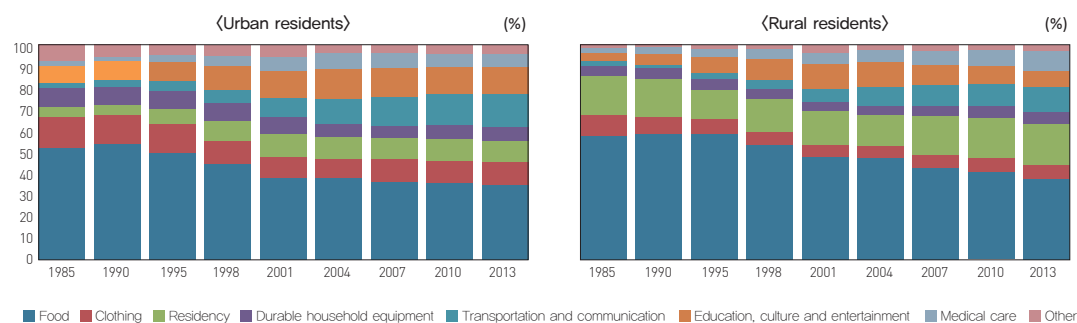 〈Urban residents〉 (%)
100
90
80
70
60
50
40
30
20
10
0
1985 1990 1995 1998 2001 2004 2007 2010 2013
〈Rural residents〉 (%)
1985 1990 1995 1998 2001 2004 2007 2010 2013
Food Clothing Residency Durable household equipment Transportation and communication Education, culture and entertainment Medical care Other